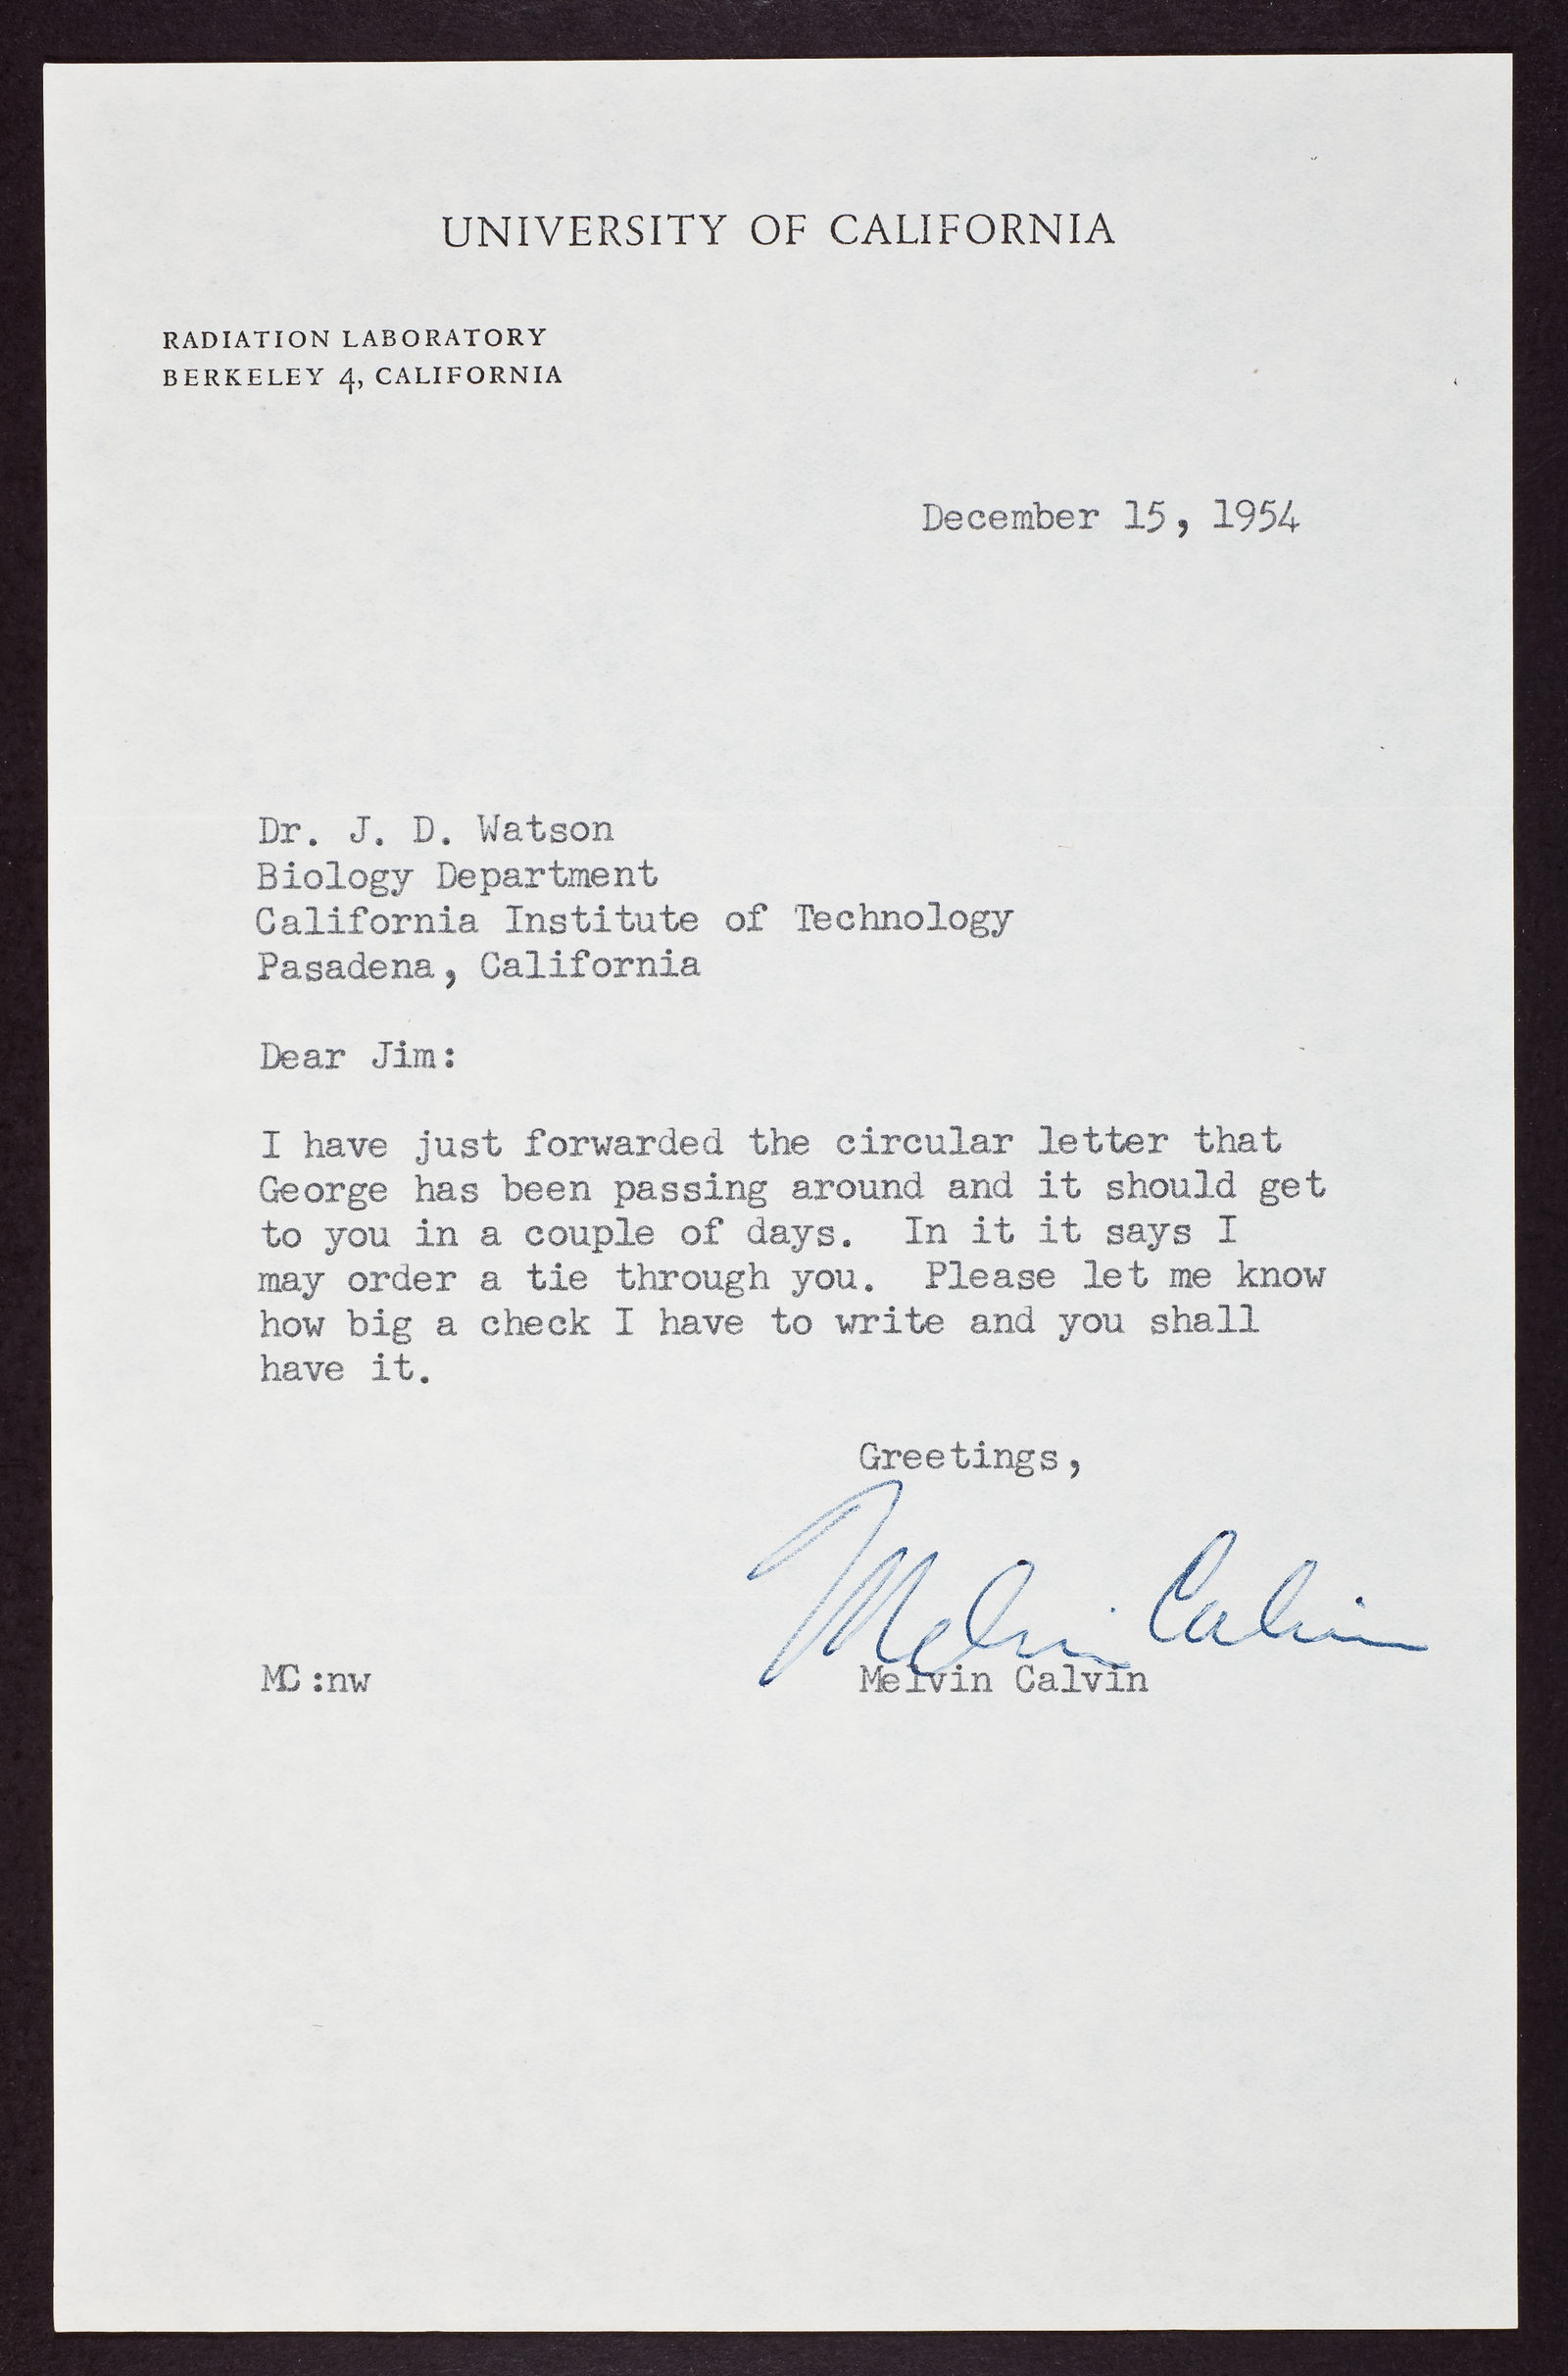 UNIVERSITY OF CALIFORNIA
RADIATION LABORATORY
BERKELEY 4, CALIFORNIA
December 15, 1954
Dr. J. D. Watson
Biology Department
California Institute of Technology
Pasadena, California
Dear Jim:
I have just forwarded the circular letter that
George has been passing around and it should get
to you in a couple of days.  In it it says I
may order a tie through you.  Please let me know
how big a check I have to write and you shall
have it.
Greetings,
Melvin Calvin
MC:nw
Melvin Calvin